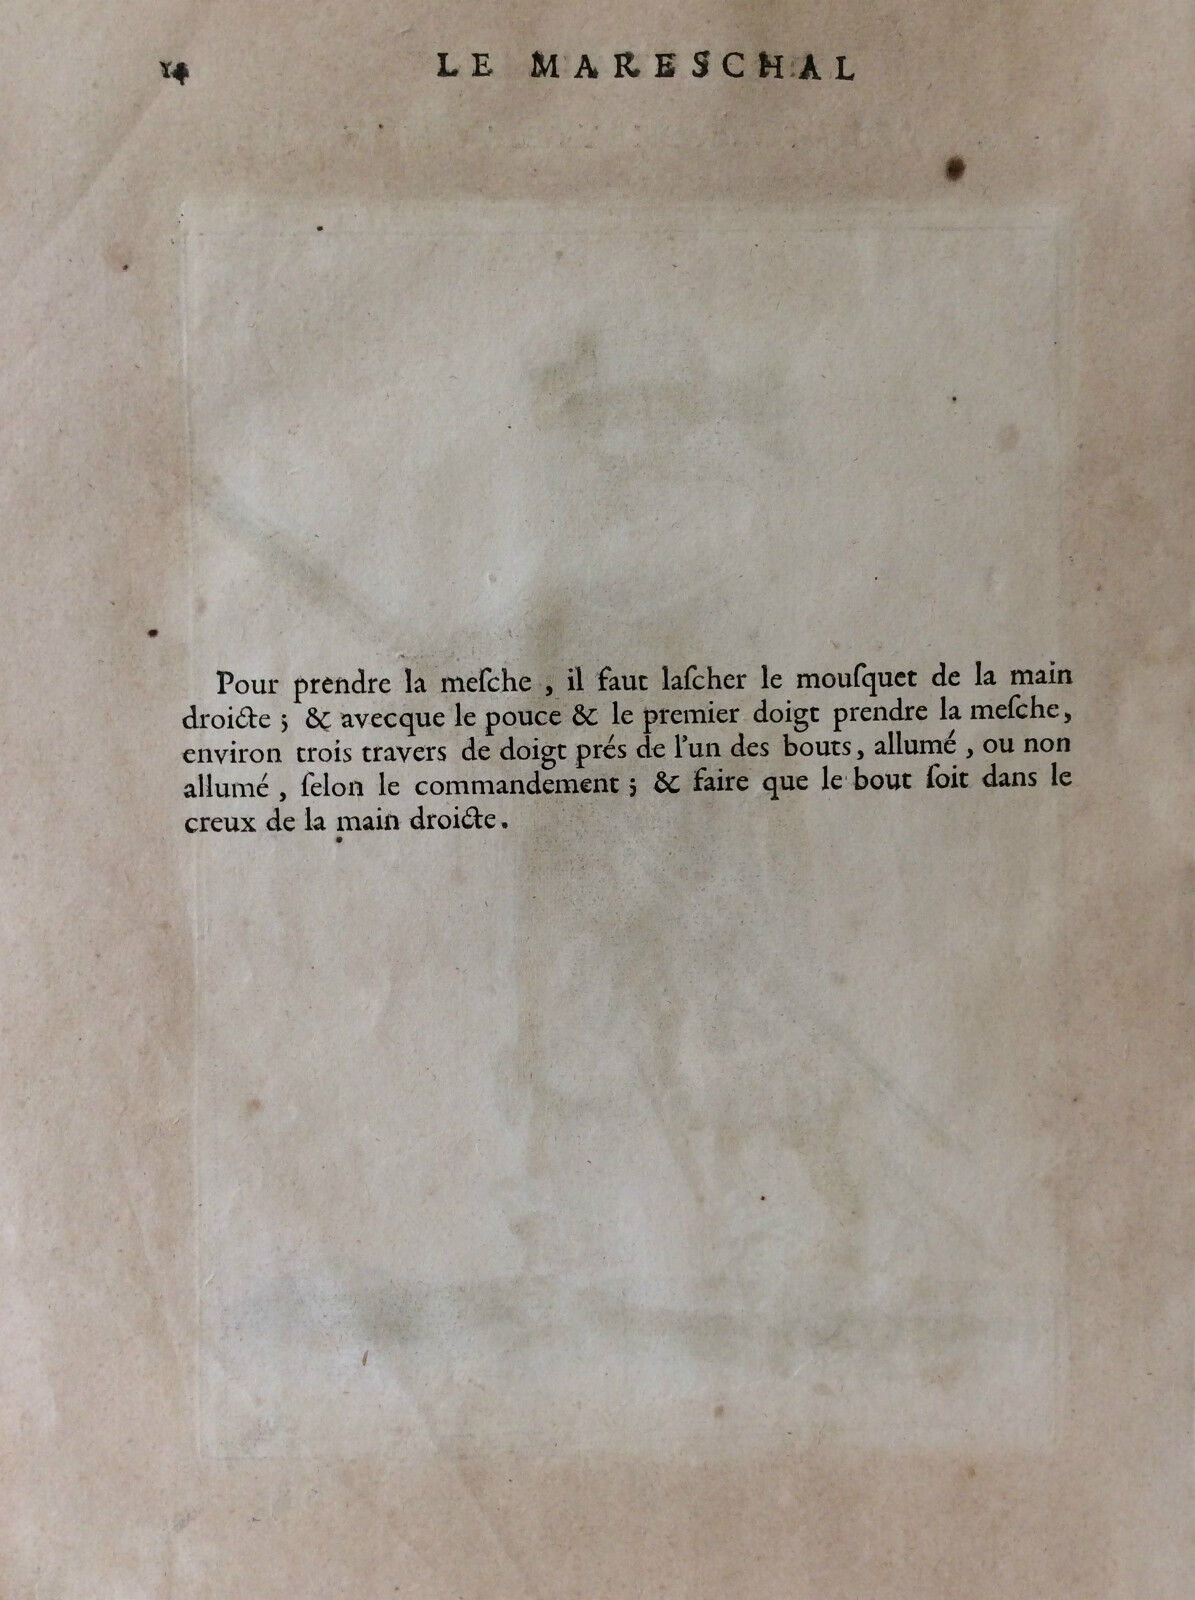 14 LE MARESCHAL
Pour prendre la meſche , il faut laſcher le mouſquet de la main
droicte ; & avecque le pouce & le premier doigt prendre la meſche,
environ trois travers de doigt prés de l'un des bouts, allumé , ou non
allumé , ſelon le commandement ; & faire que le bout ſoit dans le
creux de la main droicte.